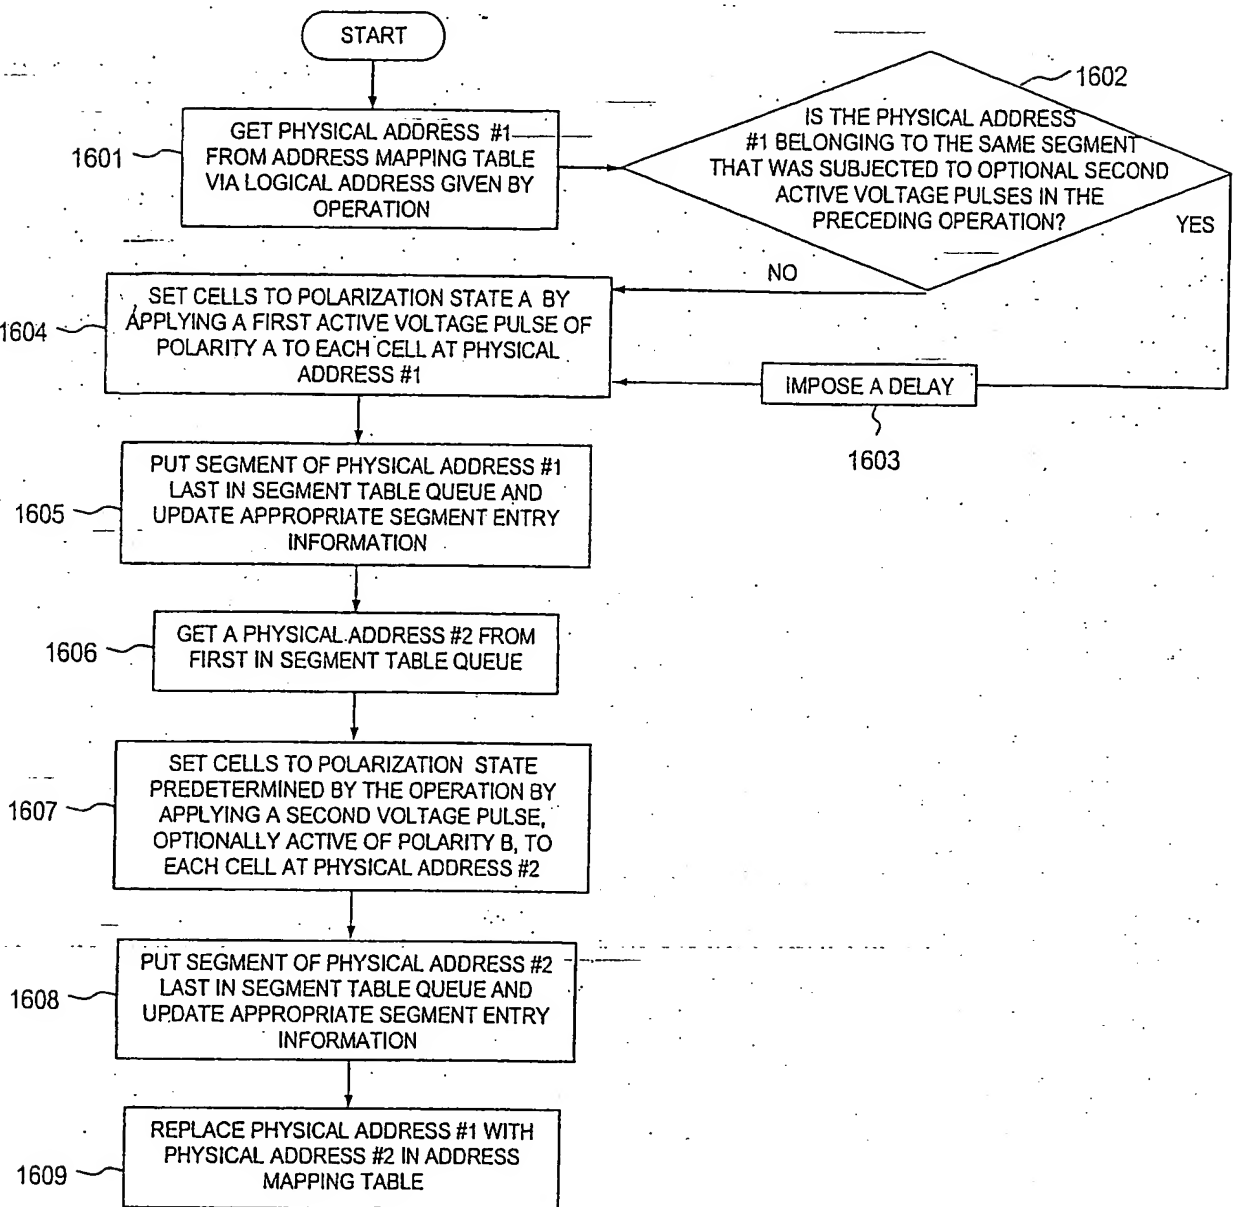 START
1601
GET PHYSICAL ADDRESS #1
FROM ADDRESS MAPPING TABLE
VIA LOGICAL ADDRESS GIVEN BY
OPERATION
1602
IS THE PHYSICAL ADDRESS
#1 BELONGING TO THE SAME SEGMENT
THAT WAS SUBJECTED TO OPTIONAL SECOND
ACTIVE VOLTAGE PULSES IN THE
PRECEDING OPERATION?
YES
NO
1603
IMPOSE A DELAY
1604
SET CELLS TO POLARIZATION STATE A BY
APPLYING A FIRST ACTIVE VOLTAGE PULSE OF
POLARITY A TO EACH CELL AT PHYSICAL
ADDRESS #1
1605
PUT SEGMENT OF PHYSICAL ADDRESS #1
LAST IN SEGMENT TABLE QUEUE AND
UPDATE APPROPRIATE SEGMENT ENTRY
INFORMATION
1606
GET A PHYSICAL ADDRESS #2 FROM
FIRST IN SEGMENT TABLE QUEUE
1607
SET CELLS TO POLARIZATION STATE
PREDETERMINED BY THE OPERATION BY
APPLYING A SECOND VOLTAGE PULSE,
OPTIONALLY ACTIVE OF POLARITY B, TO
EACH CELL AT PHYSICAL ADDRESS #2
1608
PUT SEGMENT OF PHYSICAL ADDRESS #2
LAST IN SEGMENT TABLE QUEUE AND
UPDATE APPROPRIATE SEGMENT ENTRY
INFORMATION
1609
REPLACE PHYSICAL ADDRESS #1 WITH
PHYSICAL ADDRESS #2 IN ADDRESS
MAPPING TABLE